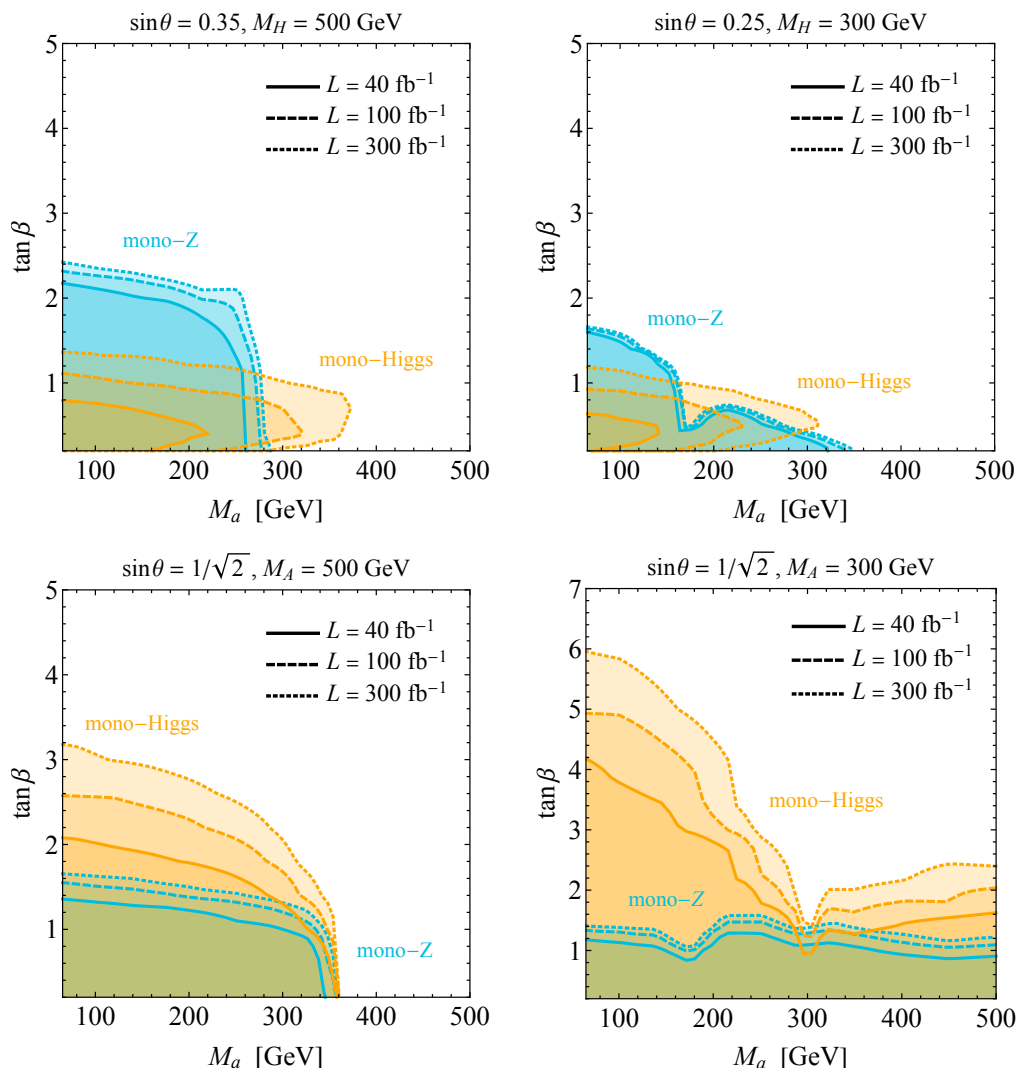 sinθ = 0.35, M_H = 500 GeV
5
4
3
2
1
tan β
L = 40 fb⁻¹
L = 100 fb⁻¹
L = 300 fb⁻¹
mono−Z
mono−Higgs
100 200 300 400 500
M_a [GeV]
sinθ = 0.25, M_H = 300 GeV
5
4
3
2
1
tan β
L = 40 fb⁻¹
L = 100 fb⁻¹
L = 300 fb⁻¹
mono−Z
mono−Higgs
100 200 300 400 500
M_a [GeV]
sinθ = 1/√2, M_A = 500 GeV
5
4
3
2
1
tan β
L = 40 fb⁻¹
L = 100 fb⁻¹
L = 300 fb⁻¹
mono−Higgs
mono−Z
100 200 300 400 500
M_a [GeV]
sinθ = 1/√2, M_A = 300 GeV
7
6
5
4
3
2
1
tan β
L = 40 fb⁻¹
L = 100 fb⁻¹
L = 300 fb⁻¹
mono−Higgs
mono−Z
100 200 300 400 500
M_a [GeV]